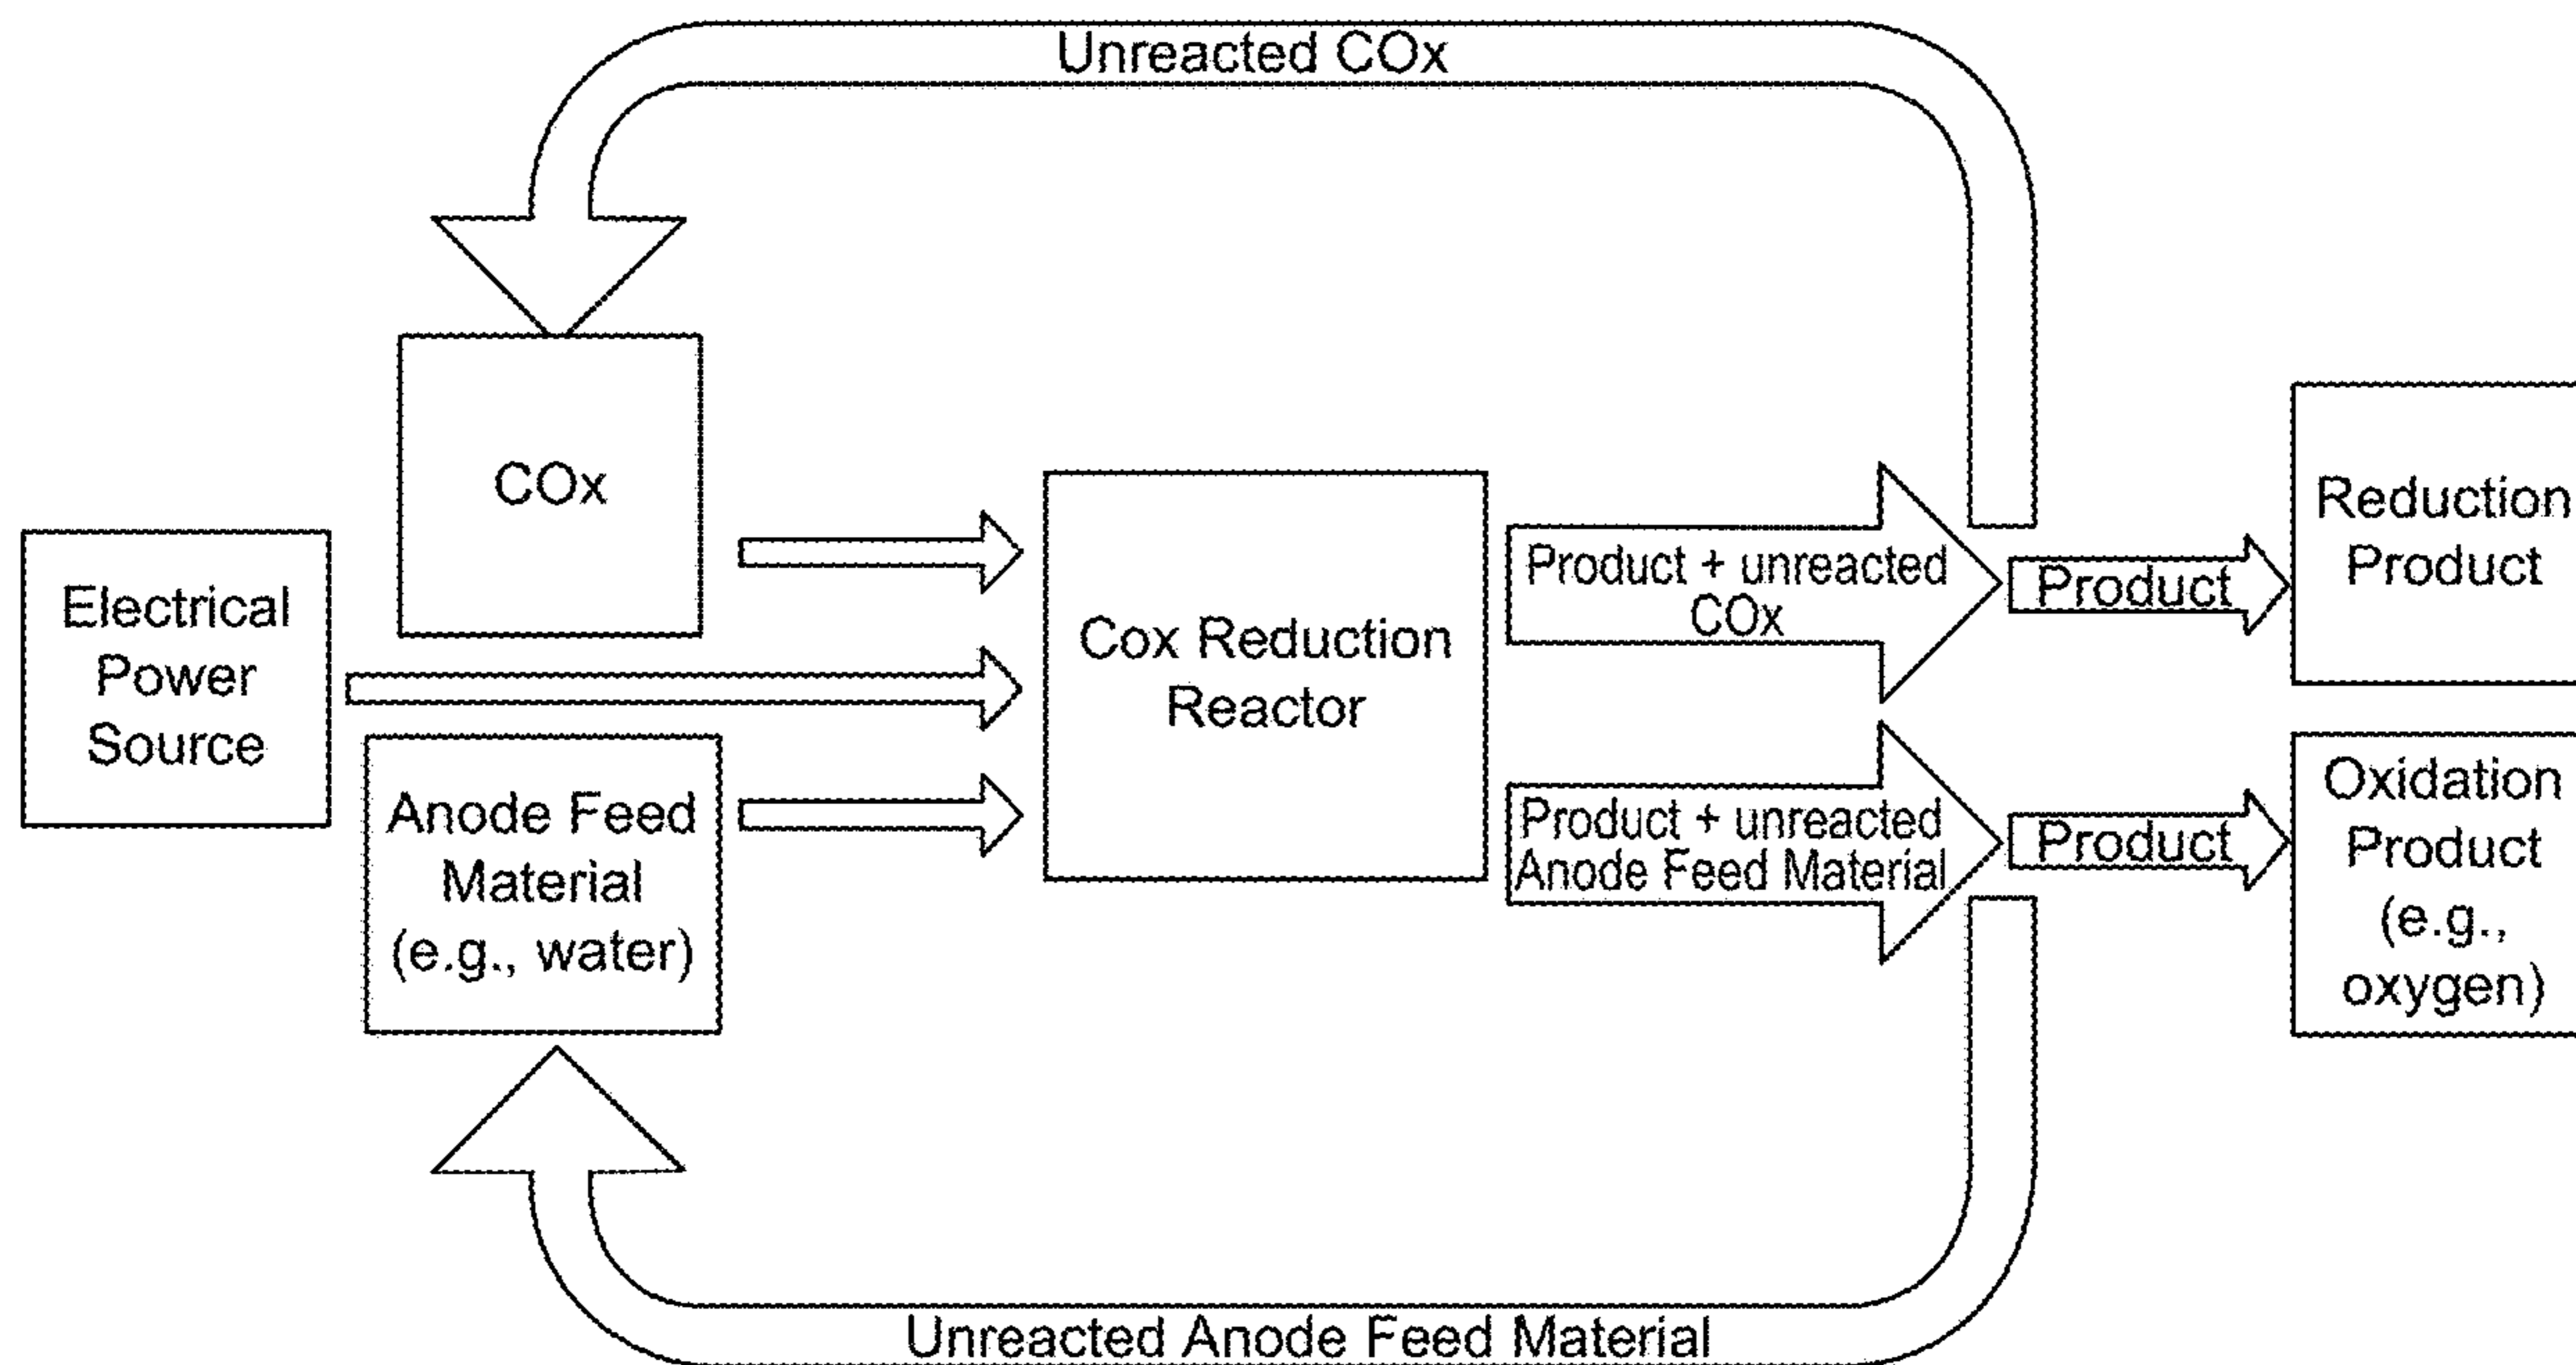 Unreacted COx
COx
Electrical
Power
Source
Anode Feed
Material
(e.g., water)
Cox Reduction
Reactor
Product + unreacted
COx
Product + unreacted
Anode Feed Material
Product
Product
Reduction
Product
Oxidation
Product
(e.g.,
oxygen)
Unreacted Anode Feed Material